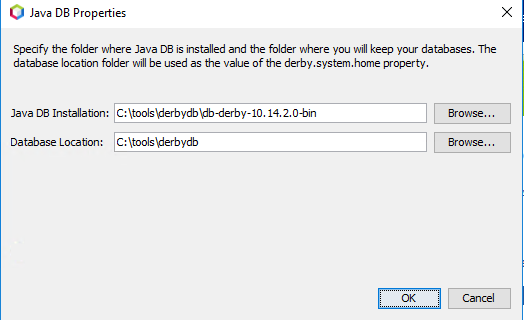 Java DB Properties
Specify the folder where Java DB is installed and the folder where you will keep your databases. The
database location folder will be used as the value of the derby.system.home property.
Java DB Installation: C:\tools\derbydb\db-derby-10.14.2.0-bin Browse...
Database Location: C:\tools\derbydb Browse...
OK Cancel